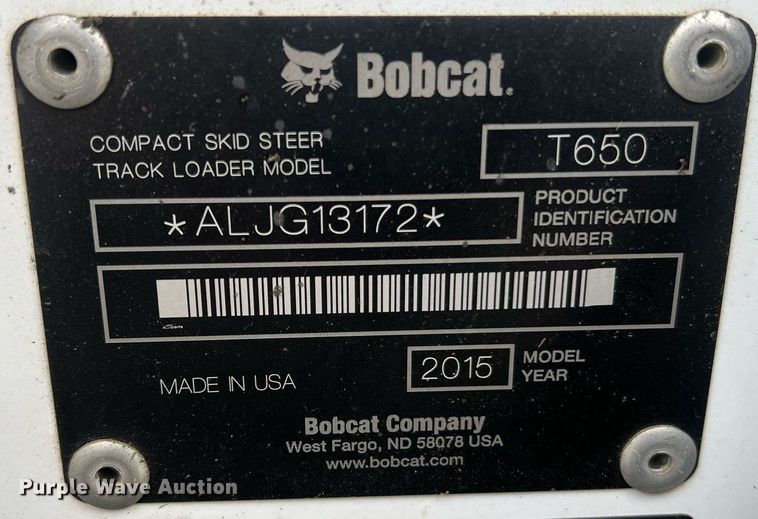 Bobcat.
COMPACT SKID STEER
TRACK LOADER MODEL
T650
*ALJG13172*
PRODUCT
IDENTIFICATION
NUMBER
MADE IN USA
2015
MODEL
YEAR
Bobcat Company
West Fargo, ND 58078 USA
www.bobcat.com
Purple Wave Auction